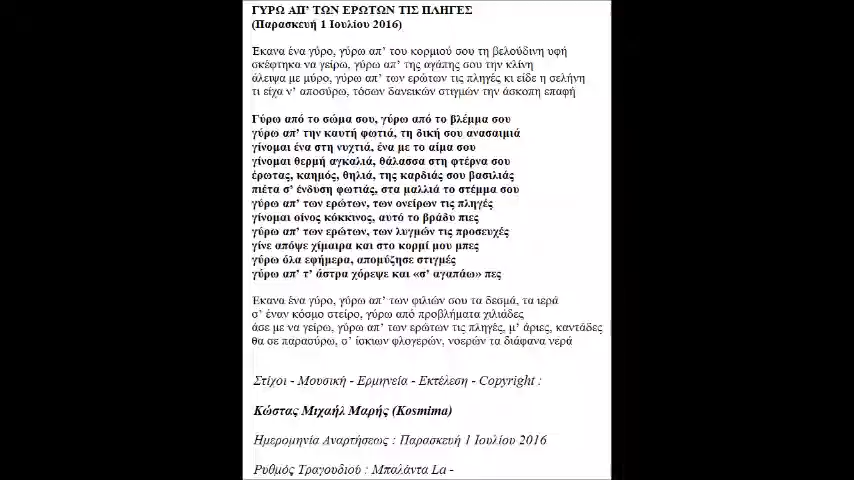 ΓΥΡΩ ΑΠ’ ΤΩΝ ΕΡΩΤΩΝ ΤΙΣ ΠΛΗΓΕΣ
(Παρασκευή 1 Ιουλίου 2016)
Έκανα ένα γύρο, γύρω απ’ του κορμιού σου τη βελούδινη υφή
σκέφτηκα να γείρω, γύρω απ’ της αγάπης σου την κλίνη
άλειψα με μύρο, γύρω απ’ των ερώτων τις πληγές κι είδε η σελήνη
τι είχα ν’ αποσύρω, τόσων δανεικών στιγμών την άσκοπη επαφή
Γύρω από το σώμα σου, γύρω από το βλέμμα σου
γύρω απ’ την καυτή φωτιά, τη δική σου ανασαιμιά
γίνομαι ένα στη νυχτιά, ένα με το αίμα σου
γίνομαι θερμή αγκαλιά, θάλασσα στη φτέρνα σου
έρωτας, καημός, θηλιά, της καρδιάς σου βασιλιάς
πιέτα σ’ ένδυση φωτιάς, στα μαλλιά το στέμμα σου
γύρω απ’ των ερώτων, των ονείρων τις πληγές
γίνομαι οίνος κόκκινος, αυτό το βράδυ πιες
γύρω απ’ των ερώτων, των λυγμών τις προσευχές
γίνε απόψε χίμαιρα και στο κορμί μου μπες
γύρω όλα εφήμερα, απομύζησε στιγμές
γύρω απ’ τ’ άστρα χόρεψε και «σ’ αγαπάω» πες
Έκανα ένα γύρο, γύρω απ’ των φιλιών σου τα δεσμά, τα ιερά
σ’ έναν κόσμο στείρο, γύρω από προβλήματα χιλιάδες
άσε με να γείρω, γύρω απ’ των ερώτων τις πληγές, μ’ άριες, καντάδες
θα σε παρασύρω, σ’ ίσκιων φλογερών, νοερών τα διάφανα νερά
Στίχοι - Μουσική - Ερμηνεία - Εκτέλεση - Copyright :
Κώστας Μιχαήλ Μαρής (Kosmima)
Ημερομηνία Αναρτήσεως : Παρασκευή 1 Ιουλίου 2016
Ρυθμός Τραγουδιού : Μπαλάντα La -